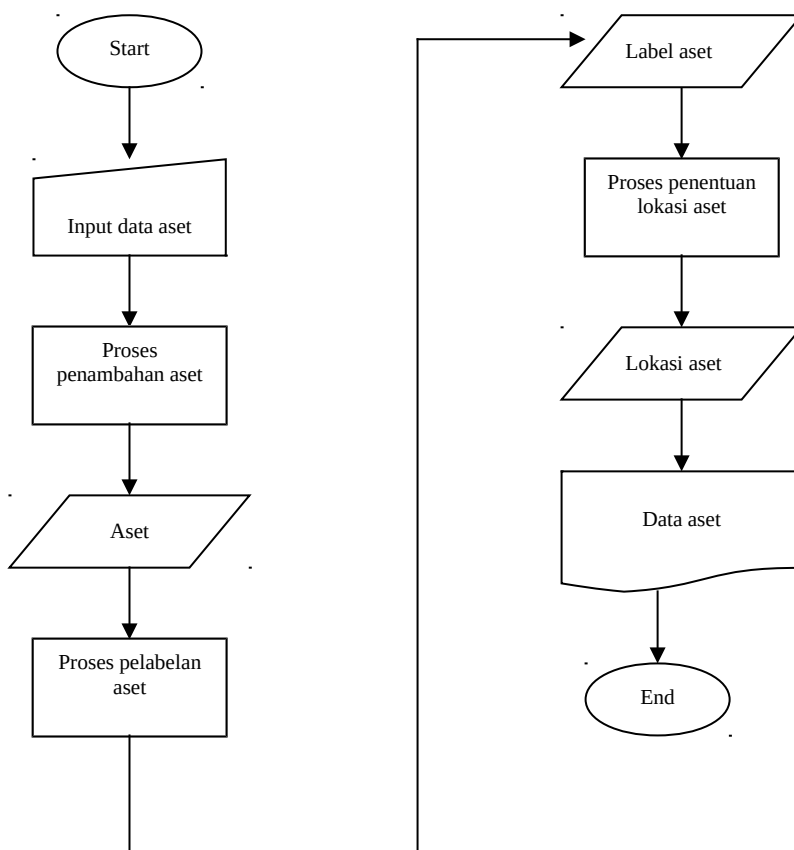 Start
Input data aset
Proses
penambahan aset
Aset
Proses pelabelan
aset
Label aset
Proses penentuan
lokasi aset
Lokasi aset
Data aset
End